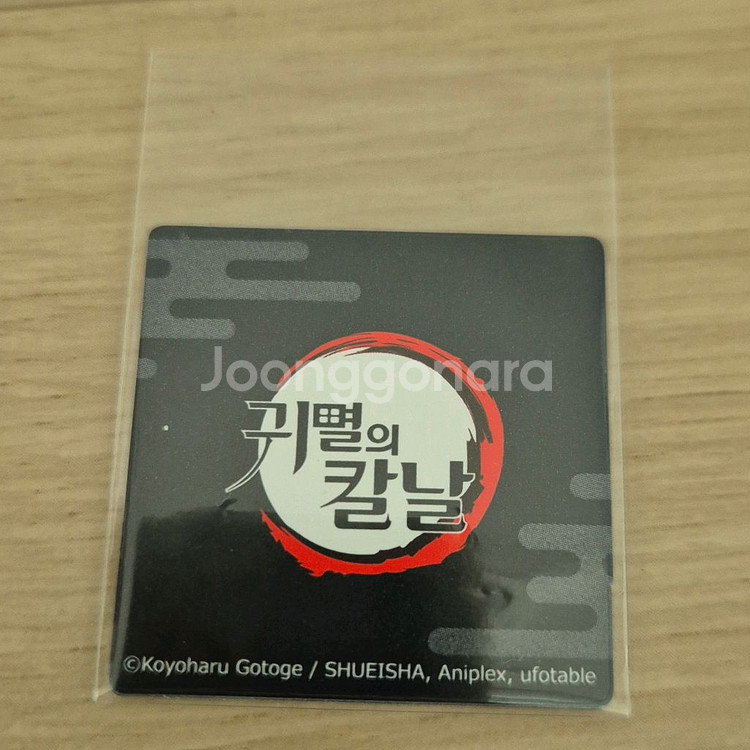 Joonggonara
귀멸의
칼날
©Koyoharu Gotoge / SHUEISHA, Aniplex, ufotable